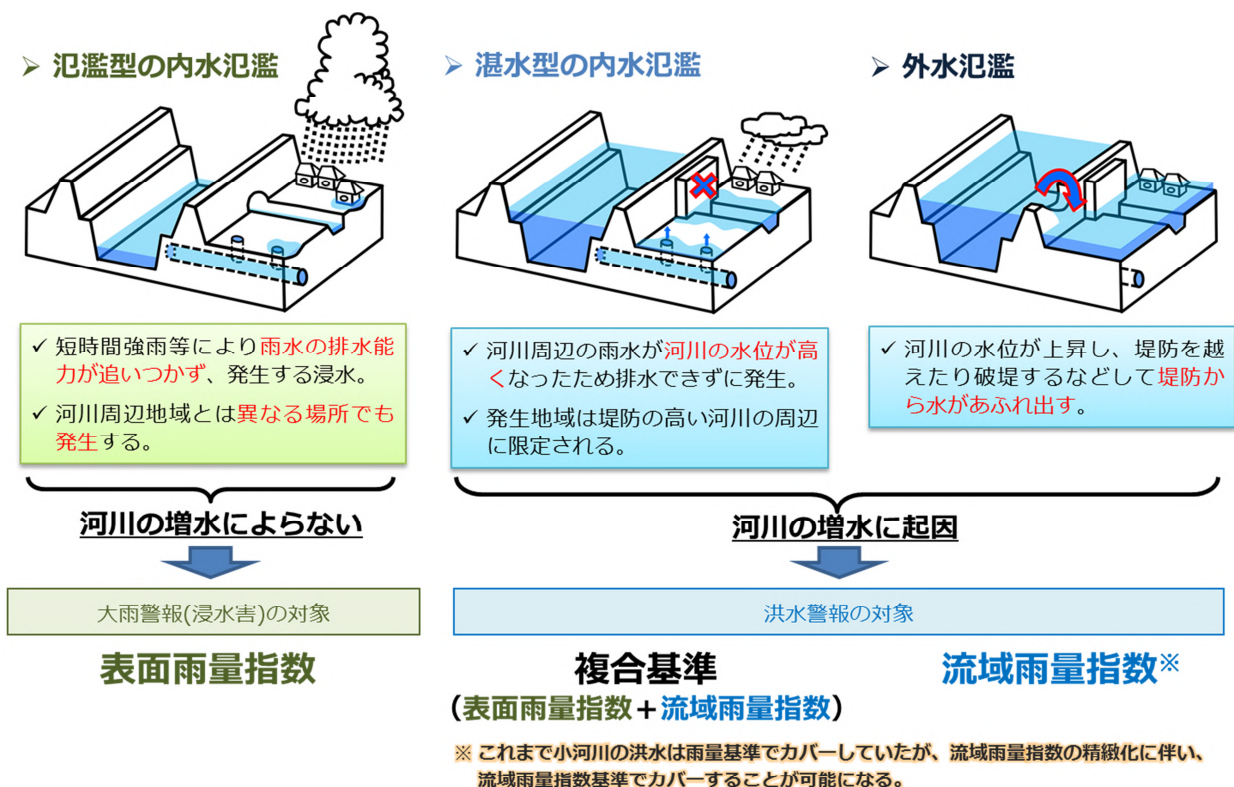 ➢ 氾濫型の内水氾濫
➢ 湛水型の内水氾濫
➢ 外水氾濫
✓ 短時間強雨等により雨水の排水能
力が追いつかず、発生する浸水。
✓ 河川周辺地域とは異なる場所でも
発生する。
✓ 河川周辺の雨水が河川の水位が高
くなったため排水できずに発生。
✓ 発生地域は堤防の高い河川の周辺
に限定される。
✓ 河川の水位が上昇し、堤防を越
えたり破堤するなどして堤防か
ら水があふれ出す。
河川の増水によらない
河川の増水に起因
大雨警報(浸水害)の対象
洪水警報の対象
表面雨量指数
複合基準
(表面雨量指数+流域雨量指数)
流域雨量指数※
※ これまで小河川の洪水は雨量基準でカバーしていたが、流域雨量指数の精緻化に伴い、
流域雨量指数基準でカバーすることが可能になる。